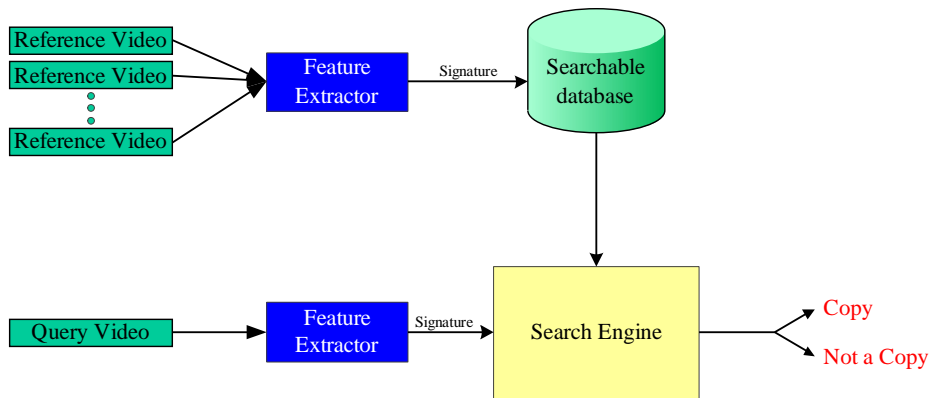 Reference Video
Reference Video
Reference Video
Feature
Extractor
Signature
Searchable
database
Query Video
Feature
Extractor
Signature
Search Engine
Copy
Not a Copy